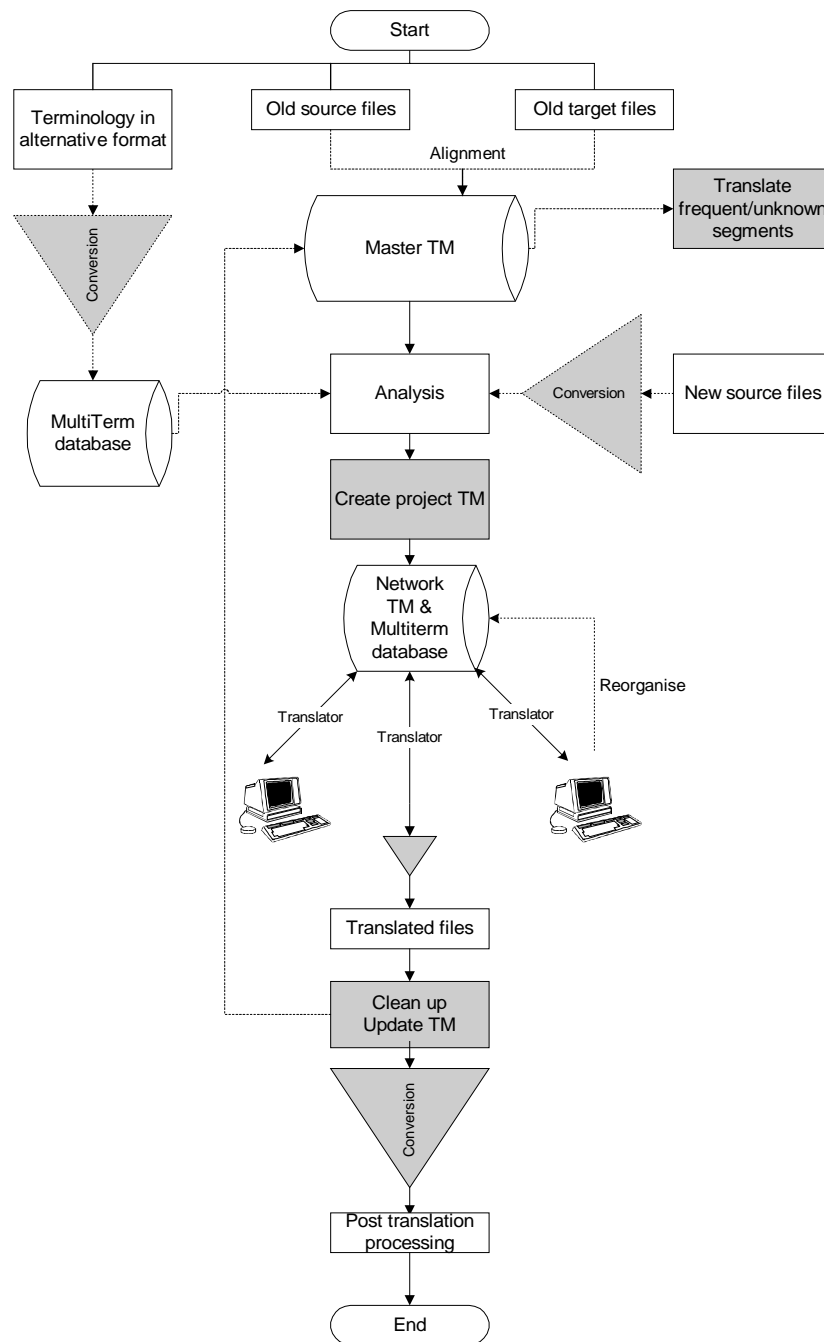 Start
Terminology in
alternative format
Old source files
Old target files
Alignment
Translate
frequent/unknown
segments
Conversion
Master TM
Analysis
Conversion
New source files
MultiTerm
database
Create project TM
Network
TM &
Multiterm
database
Reorganise
Translator
Translator
Translator
Translated files
Clean up
Update TM
Conversion
Post translation
processing
End